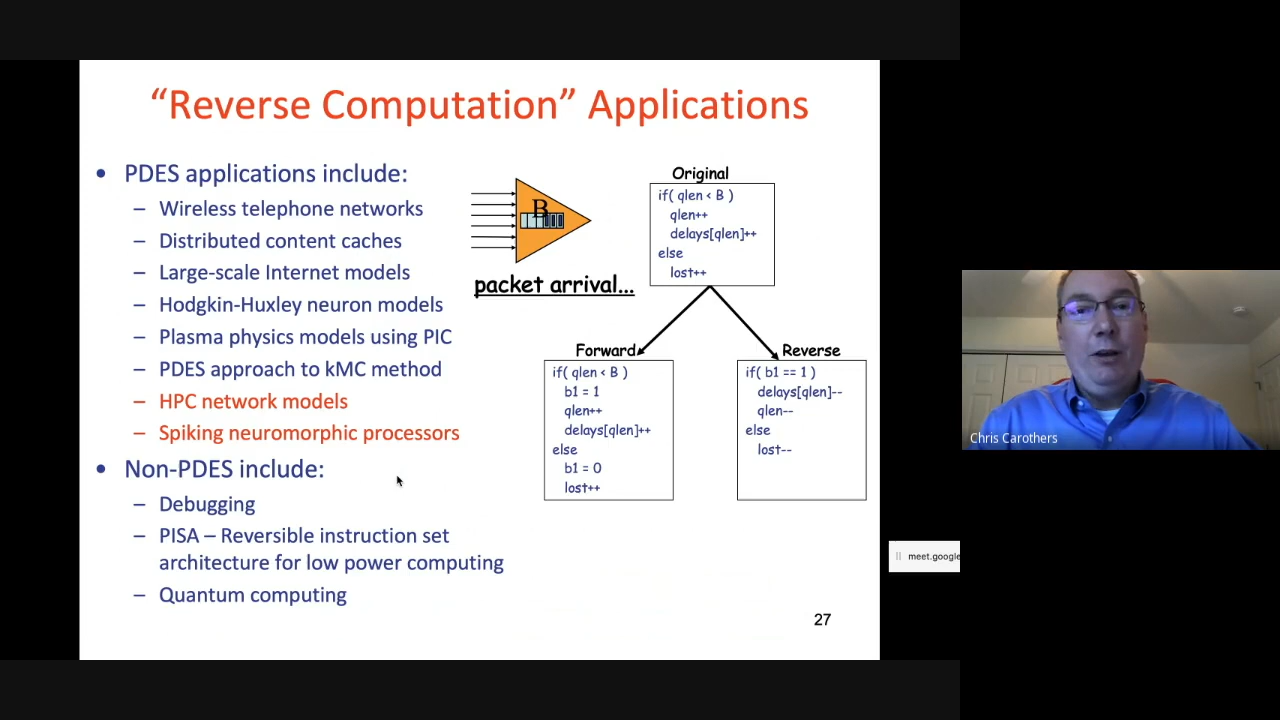 “Reverse Computation” Applications
• PDES applications include:
– Wireless telephone networks
– Distributed content caches
– Large-scale Internet models
– Hodgkin-Huxley neuron models
– Plasma physics models using PIC
– PDES approach to kMC method
– HPC network models
– Spiking neuromorphic processors
• Non-PDES include:
– Debugging
– PISA – Reversible instruction set
architecture for low power computing
– Quantum computing
B
packet arrival...
Original
if( qlen < B )
qlen++
delays[qlen]++
else
lost++
Forward
if( qlen < B )
b1 = 1
qlen++
delays[qlen]++
else
b1 = 0
lost++
Reverse
if( b1 == 1 )
delays[qlen]--
qlen--
else
lost--
27
Chris Carothers
meet.google